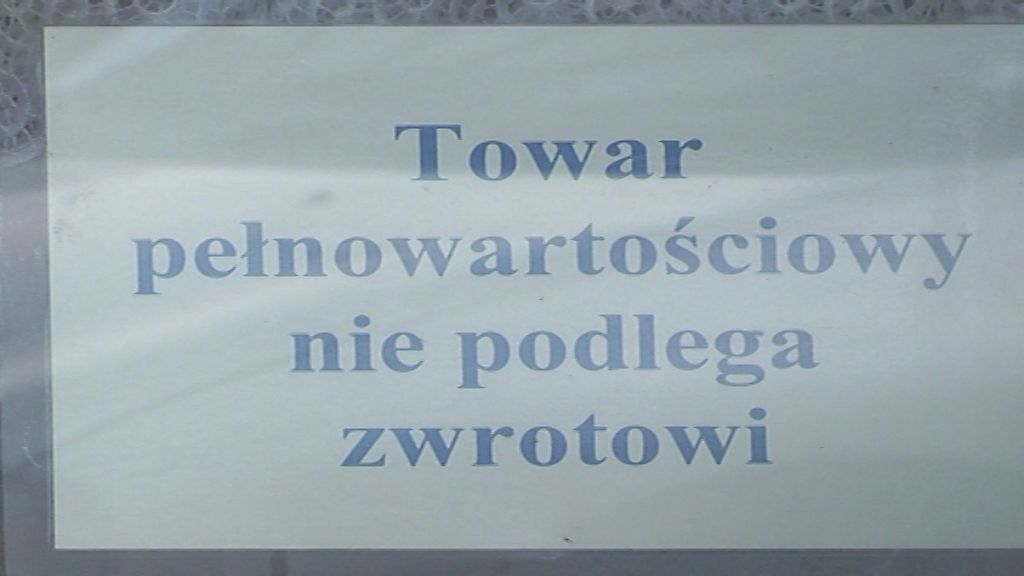 Towar
pełnowartościowy
nie podlega
zwrotowi